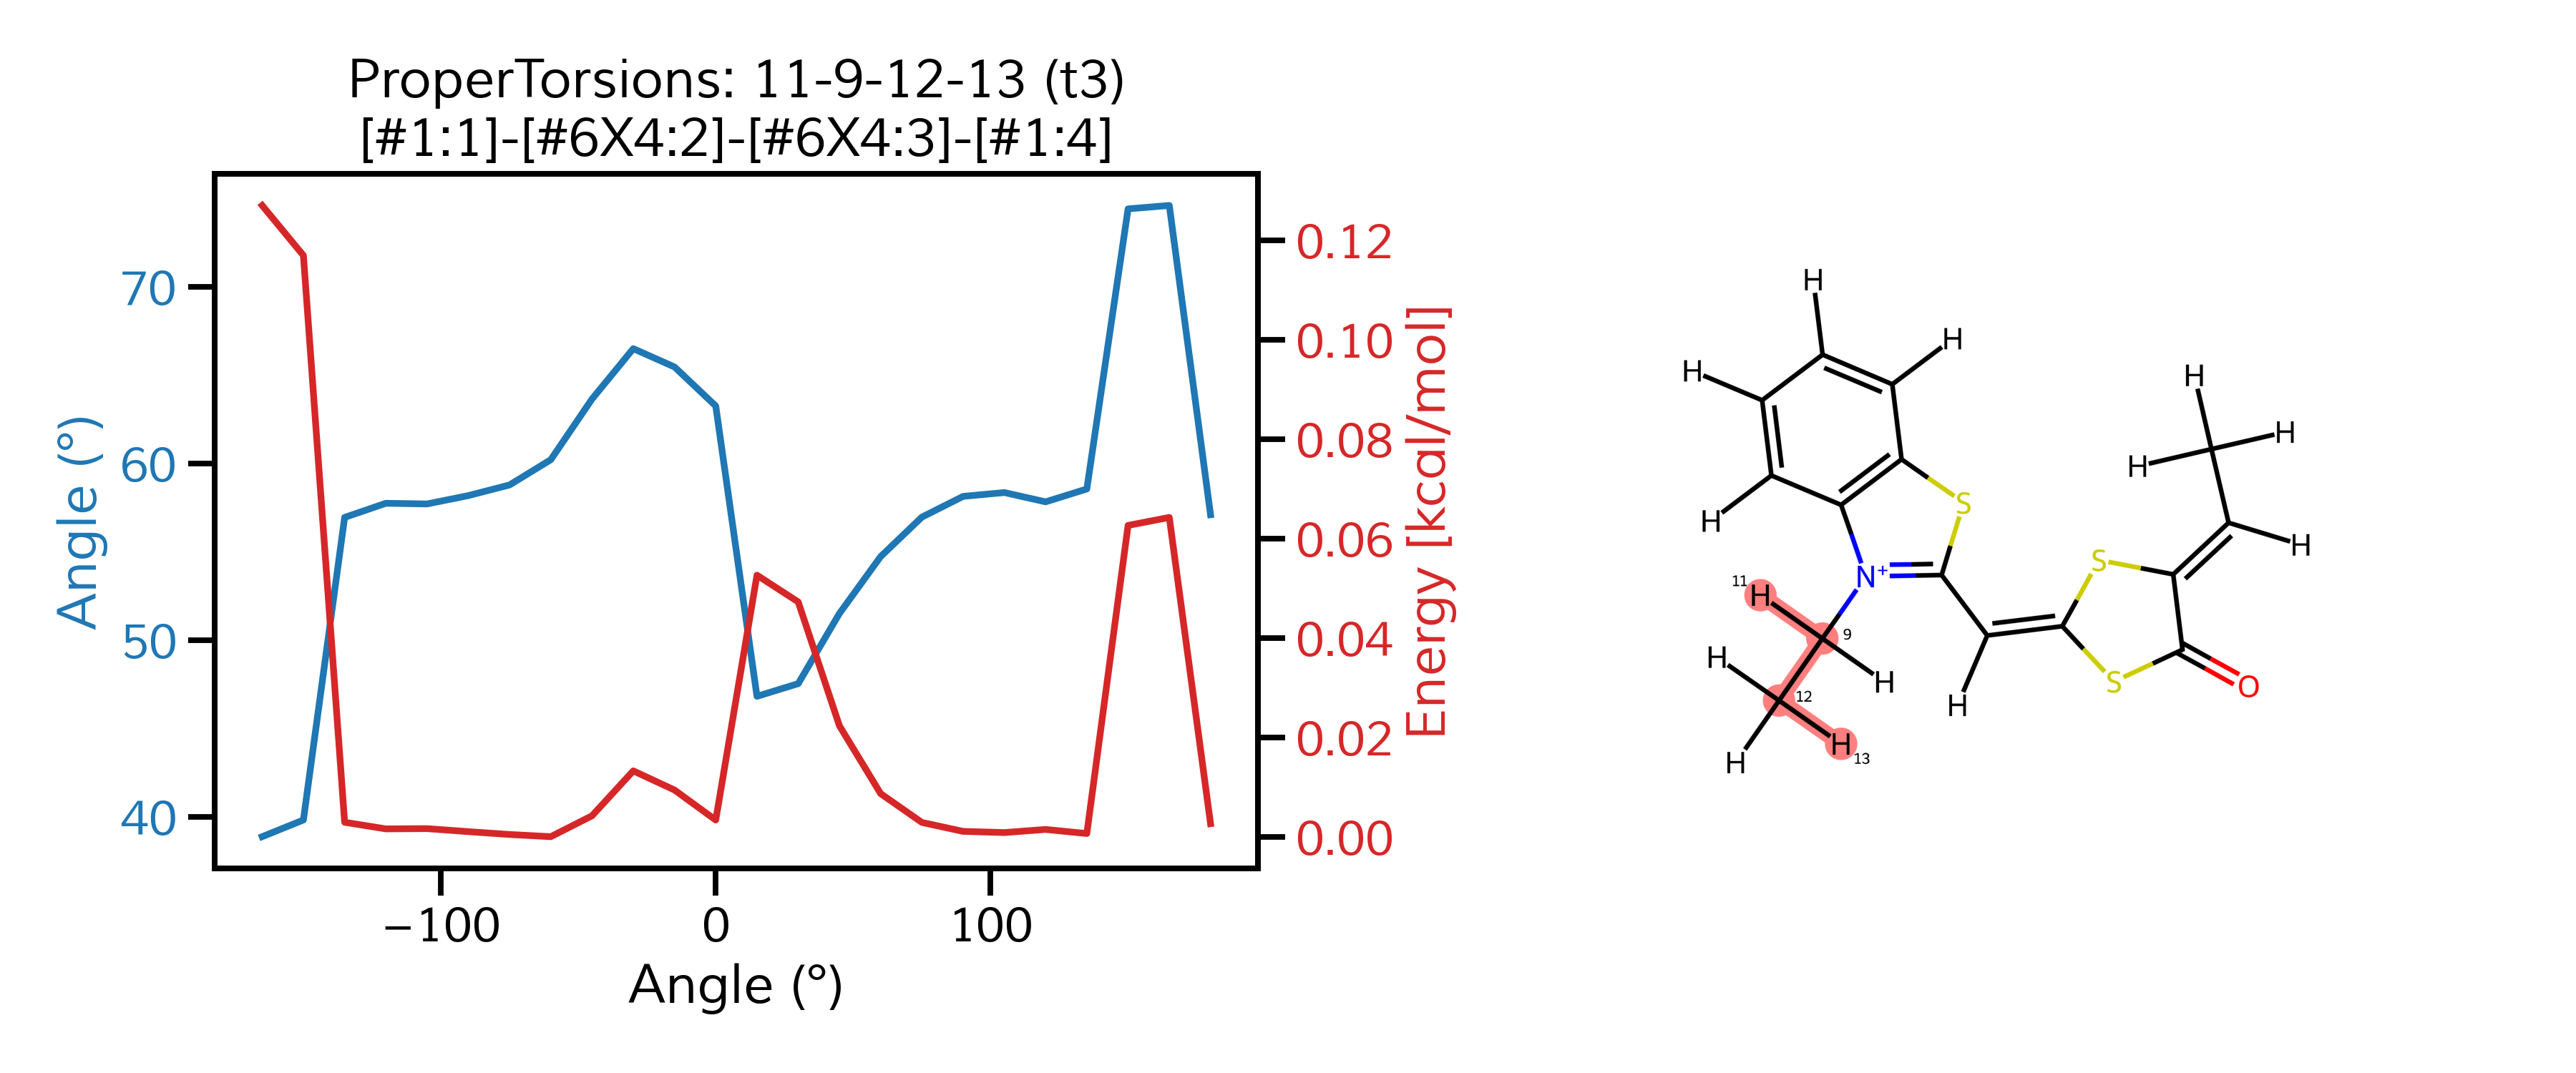 ProperTorsions: 11-9-12-13 (t3)
[#1:1]-[#6X4:2]-[#6X4:3]-[#1:4]
Angle (°)
70
60
50
40
−100
0
100
Angle (°)
0.12
0.10
0.08
0.06
0.04
0.02
0.00
Energy [kcal/mol]
H
H
H
H
H
H
H
S
H
S
N+
11
H
9
H
H
12
S
O
H
H
H
13